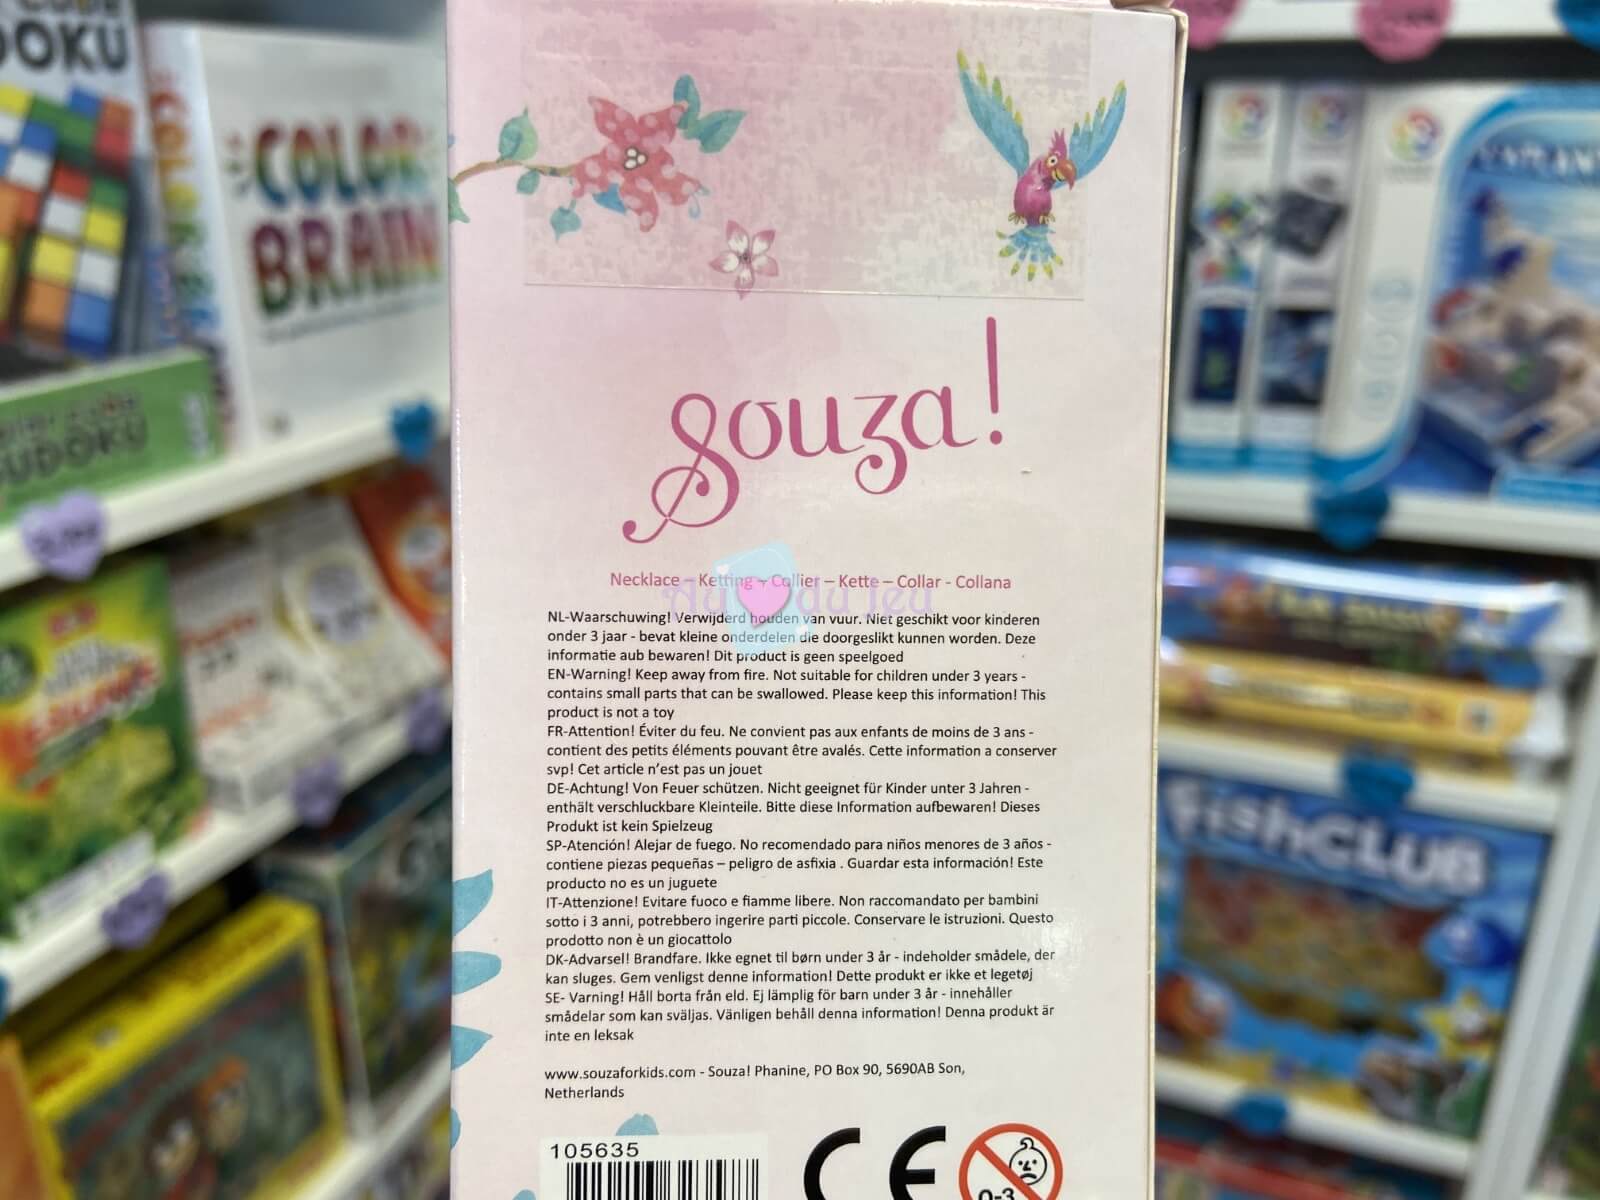 DOKU
COLOR
BRAIN
SUDOKU
Souza!
Necklace – Ketting – Collier – Kette – Collar - Collana
Au du Jeu
NL-Waarschuwing! Verwijderd houden van vuur. Niet geschikt voor kinderen
onder 3 jaar - bevat kleine onderdelen die doorgeslikt kunnen worden. Deze
informatie aub bewaren! Dit product is geen speelgoed
EN-Warning! Keep away from fire. Not suitable for children under 3 years -
contains small parts that can be swallowed. Please keep this information! This
product is not a toy
FR-Attention! Éviter du feu. Ne convient pas aux enfants de moins de 3 ans -
contient des petits éléments pouvant être avalés. Cette information a conserver
svp! Cet article n'est pas un jouet
DE-Achtung! Von Feuer schützen. Nicht geeignet für Kinder unter 3 Jahren -
enthält verschluckbare Kleinteile. Bitte diese Information aufbewaren! Dieses
Produkt ist kein Spielzeug
SP-Atención! Alejar de fuego. No recomendado para niños menores de 3 años -
contiene piezas pequeñas – peligro de asfixia . Guardar esta información! Este
producto no es un juguete
IT-Attenzione! Evitare fuoco e fiamme libere. Non raccomandato per bambini
sotto i 3 anni, potrebbero ingerire parti piccole. Conservare le istruzioni. Questo
prodotto non è un giocattolo
DK-Advarsel! Brandfare. Ikke egnet til børn under 3 år - indeholder smådele, der
kan sluges. Gem venligst denne information! Dette produkt er ikke et legetøj
SE- Varning! Håll borta från eld. Ej lämplig för barn under 3 år - innehåller
smådelar som kan sväljas. Vänligen behåll denna information! Denna produkt är
inte en leksak
www.souzaforkids.com - Souza! Phanine, PO Box 90, 5690AB Son,
Netherlands
105635
CE
0-3
FishCLUB